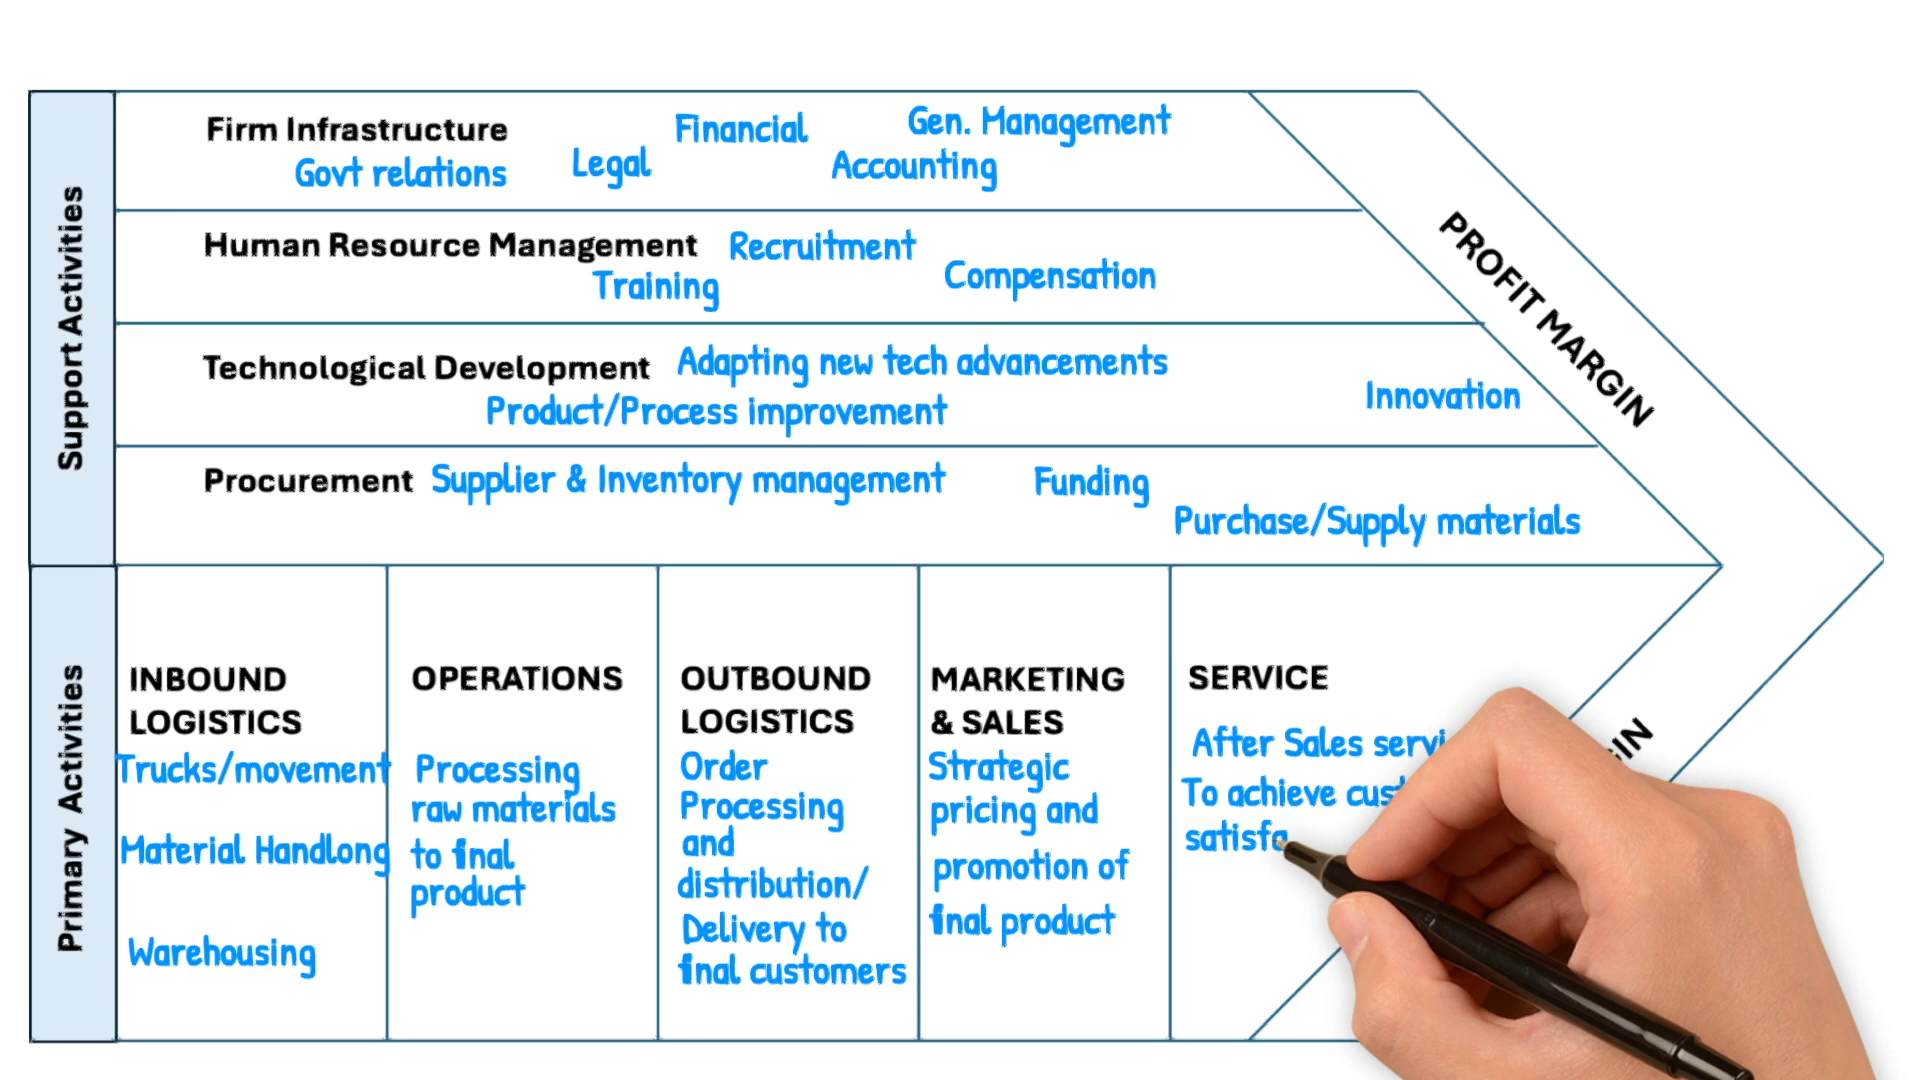 Support Activities
Firm Infrastructure
Financial
Gen. Management
Govt relations
Legal
Accounting
Human Resource Management
Recruitment
Training
Compensation
Technological Development
Adapting new tech advancements
Product/Process improvement
Innovation
Procurement
Supplier & Inventory management
Funding
Purchase/Supply materials
PROFIT MARGIN
Primary Activities
INBOUND
LOGISTICS
Trucks/movement
Material Handlong
Warehousing
OPERATIONS
Processing
raw materials
to final
product
OUTBOUND
LOGISTICS
Order
Processing
and
distribution/
Delivery to
final customers
MARKETING
& SALES
Strategic
pricing and
promotion of
final product
SERVICE
After Sales servi
To achieve cust
satisfa